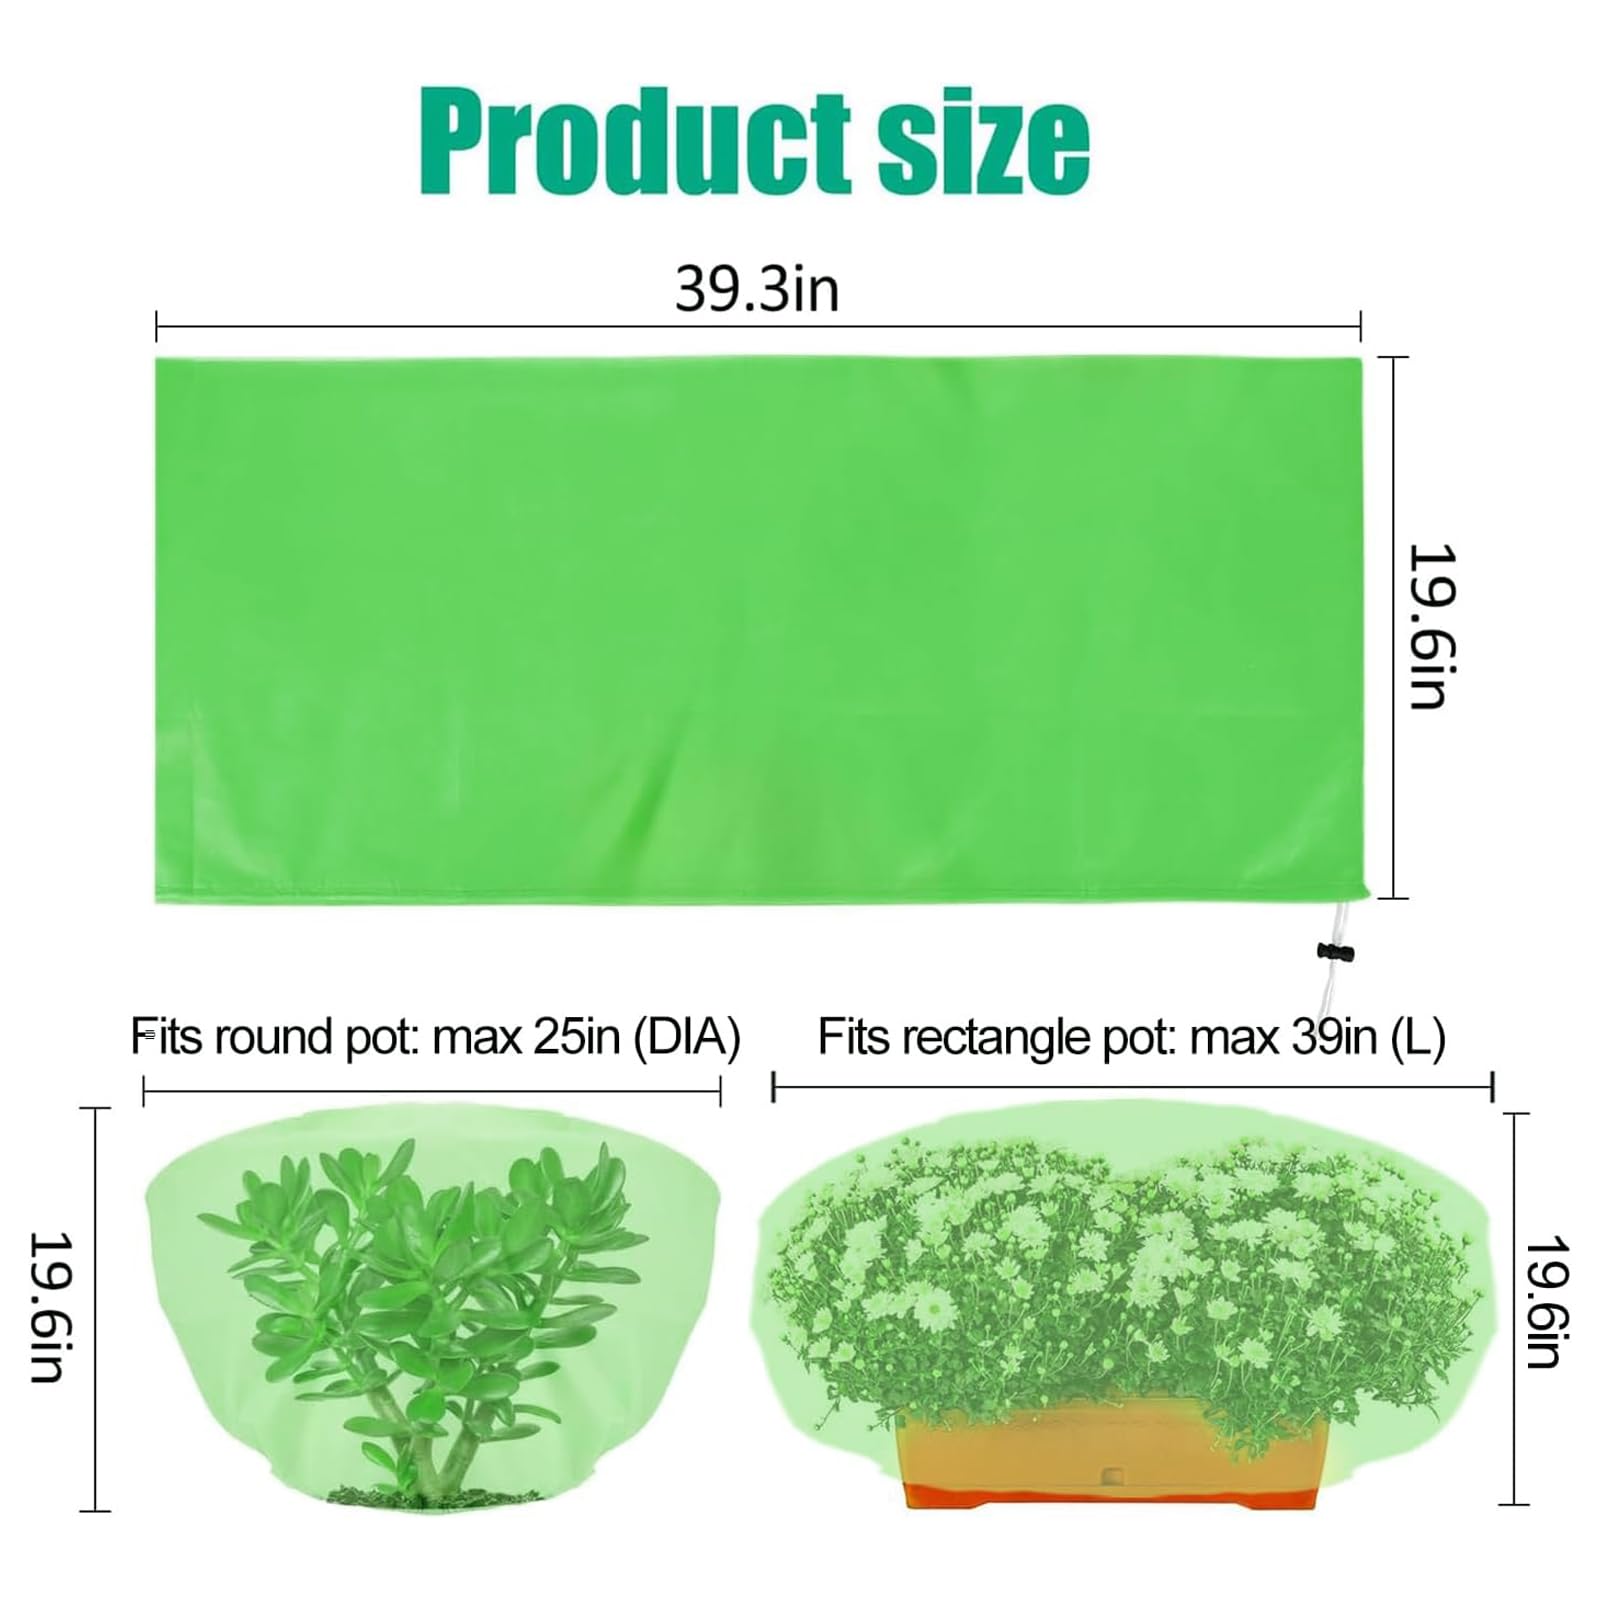 Product size
39.3in
19.6in
Fits round pot: max 25in (DIA)
Fits rectangle pot: max 39in (L)
19.6in
19.6in